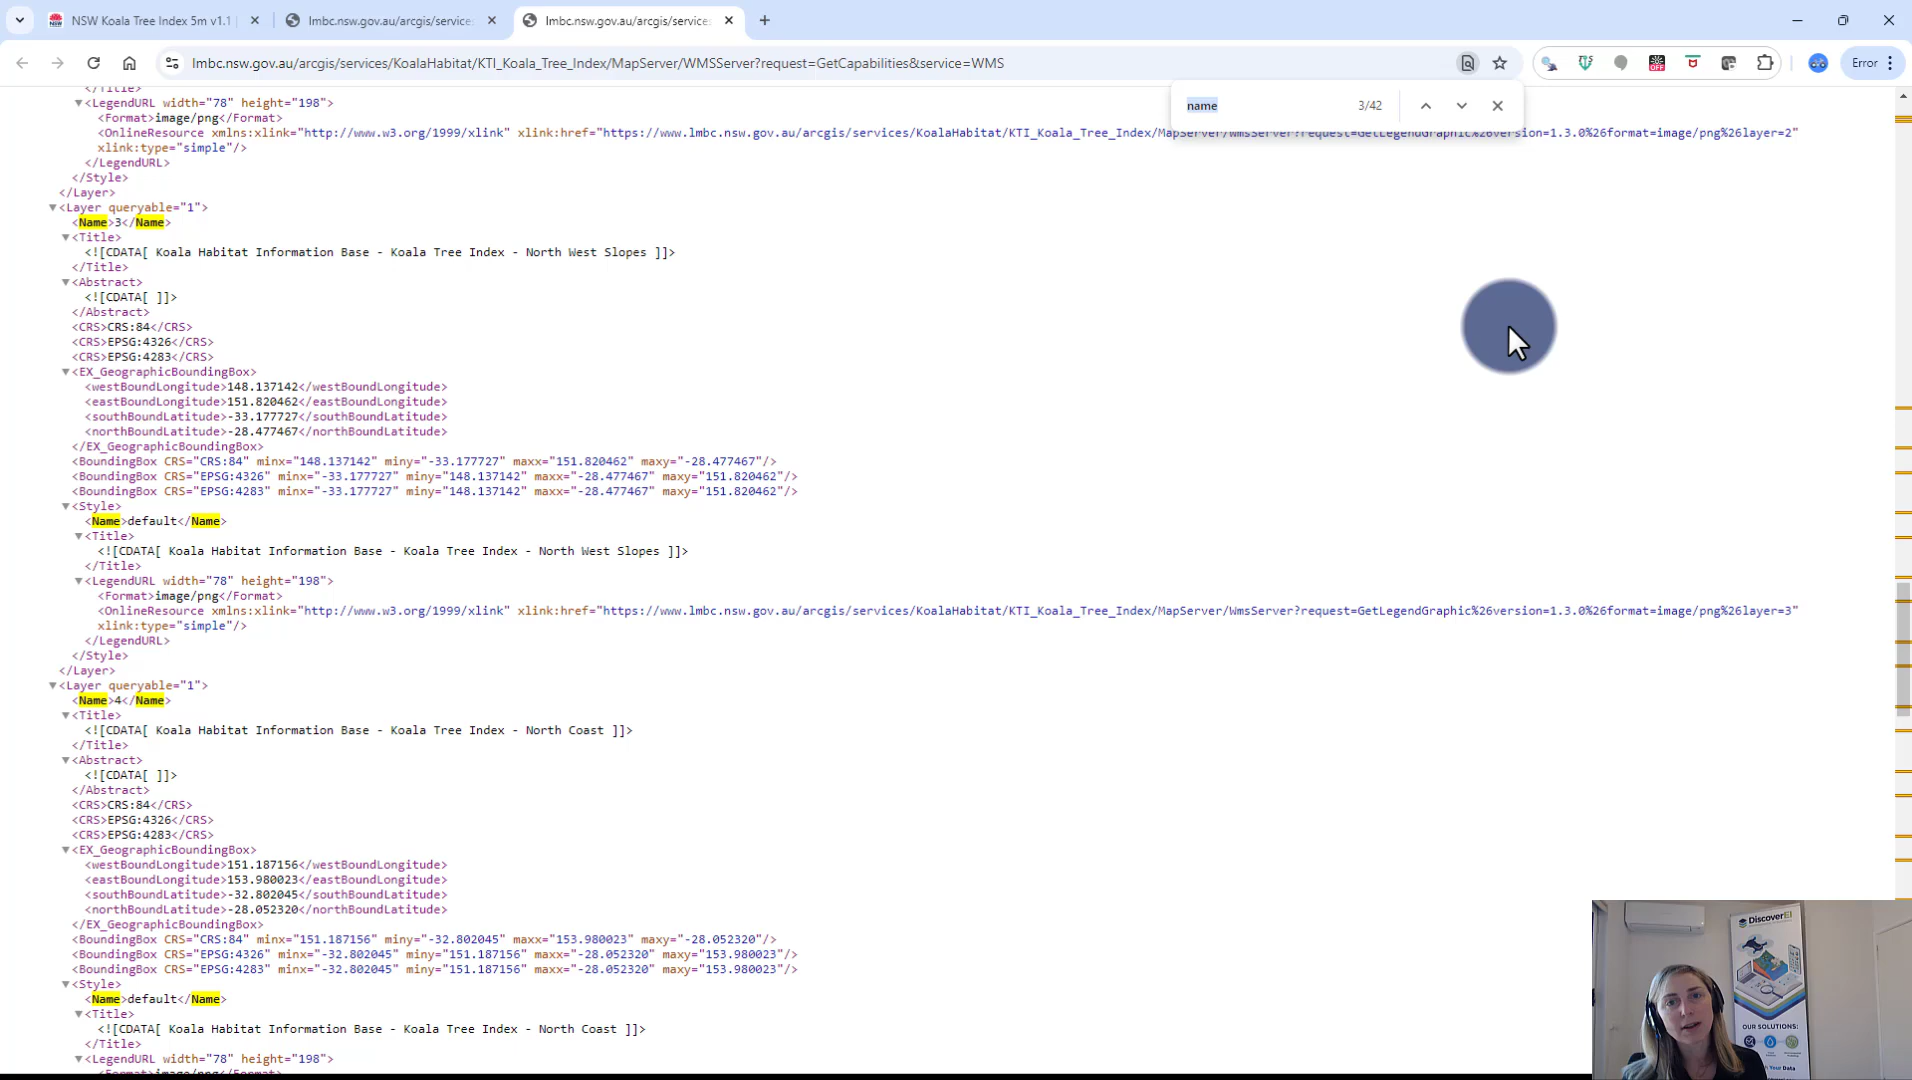 NSW Koala Tree Index 5m v1.1
lmbc.nsw.gov.au/arcgis/service
lmbc.nsw.gov.au/arcgis/services
lmbc.nsw.gov.au/arcgis/services/KoalaHabitat/KTI_Koala_Tree_Index/MapServer/WMSServer?request=GetCapabilities&service=WMS
OFF
Error
name
3/42
</Title>
<LegendURL width="78" height="198">
<Format>image/png</Format>
<OnlineResource xmlns:xlink="http://www.w3.org/1999/xlink" xlink:href="https://www.lmbc.nsw.gov.au/arcgis/services/KoalaHabitat/KTI_Koala_Tree_Index/MapServer/WmsServer?request=GetLegendGraphic%26version=1.3.0%26format=image/png%26layer=2"
xlink:type="simple"/>
</LegendURL>
</Style>
</Layer>
<Layer queryable="1">
<Name>3</Name>
<Title>
<![CDATA[ Koala Habitat Information Base - Koala Tree Index - North West Slopes ]]>
</Title>
<Abstract>
<![CDATA[ ]]>
</Abstract>
<CRS>CRS:84</CRS>
<CRS>EPSG:4326</CRS>
<CRS>EPSG:4283</CRS>
<EX_GeographicBoundingBox>
<westBoundLongitude>148.137142</westBoundLongitude>
<eastBoundLongitude>151.820462</eastBoundLongitude>
<southBoundLatitude>-33.177727</southBoundLatitude>
<northBoundLatitude>-28.477467</northBoundLatitude>
</EX_GeographicBoundingBox>
<BoundingBox CRS="CRS:84" minx="148.137142" miny="-33.177727" maxx="151.820462" maxy="-28.477467"/>
<BoundingBox CRS="EPSG:4326" minx="-33.177727" miny="148.137142" maxx="-28.477467" maxy="151.820462"/>
<BoundingBox CRS="EPSG:4283" minx="-33.177727" miny="148.137142" maxx="-28.477467" maxy="151.820462"/>
<Style>
<Name>default</Name>
<Title>
<![CDATA[ Koala Habitat Information Base - Koala Tree Index - North West Slopes ]]>
</Title>
<LegendURL width="78" height="198">
<Format>image/png</Format>
<OnlineResource xmlns:xlink="http://www.w3.org/1999/xlink" xlink:href="https://www.lmbc.nsw.gov.au/arcgis/services/KoalaHabitat/KTI_Koala_Tree_Index/MapServer/WmsServer?request=GetLegendGraphic%26version=1.3.0%26format=image/png%26layer=3"
xlink:type="simple"/>
</LegendURL>
</Style>
</Layer>
<Layer queryable="1">
<Name>4</Name>
<Title>
<![CDATA[ Koala Habitat Information Base - Koala Tree Index - North Coast ]]>
</Title>
<Abstract>
<![CDATA[ ]]>
</Abstract>
<CRS>CRS:84</CRS>
<CRS>EPSG:4326</CRS>
<CRS>EPSG:4283</CRS>
<EX_GeographicBoundingBox>
<westBoundLongitude>151.187156</westBoundLongitude>
<eastBoundLongitude>153.980023</eastBoundLongitude>
<southBoundLatitude>-32.802045</southBoundLatitude>
<northBoundLatitude>-28.052320</northBoundLatitude>
</EX_GeographicBoundingBox>
<BoundingBox CRS="CRS:84" minx="151.187156" miny="-32.802045" maxx="153.980023" maxy="-28.052320"/>
<BoundingBox CRS="EPSG:4326" minx="-32.802045" miny="151.187156" maxx="-28.052320" maxy="153.980023"/>
<BoundingBox CRS="EPSG:4283" minx="-32.802045" miny="151.187156" maxx="-28.052320" maxy="153.980023"/>
<Style>
<Name>default</Name>
<Title>
<![CDATA[ Koala Habitat Information Base - Koala Tree Index - North Coast ]]>
</Title>
<LegendURL width="78" height="198">
<Format>image/png</Format>
DiscoverEI
OUR SOLUTIONS:
Your Data